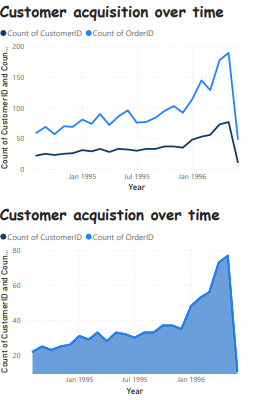 Customer acquisition over time
Count of CustomerID Count of OrderID
Count of CustomerID and Coun...
200
150
100
50
0
Jan 1995 Jul 1995 Jan 1996
Year
Customer acquistion over time
Count of CustomerID Count of OrderID
Count of CustomerID and Coun...
80
60
40
20
Jan 1995 Jul 1995 Jan 1996
Year